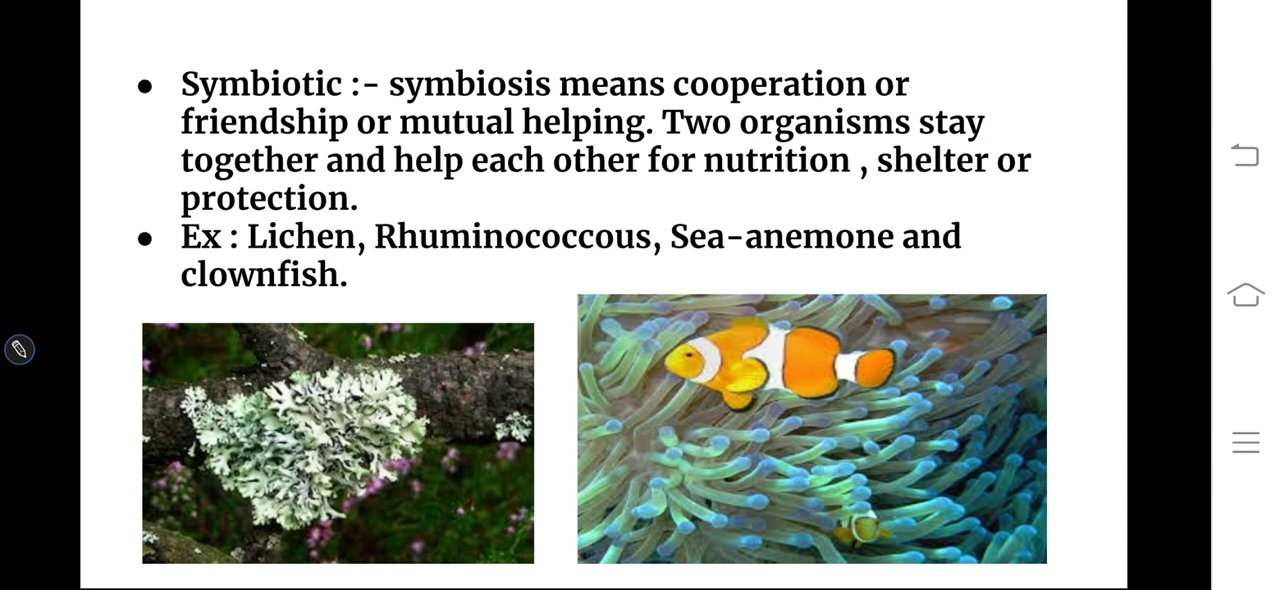 ● Symbiotic :- symbiosis means cooperation or
friendship or mutual helping. Two organisms stay
together and help each other for nutrition , shelter or
protection.
● Ex : Lichen, Rhuminococcous, Sea-anemone and
clownfish.